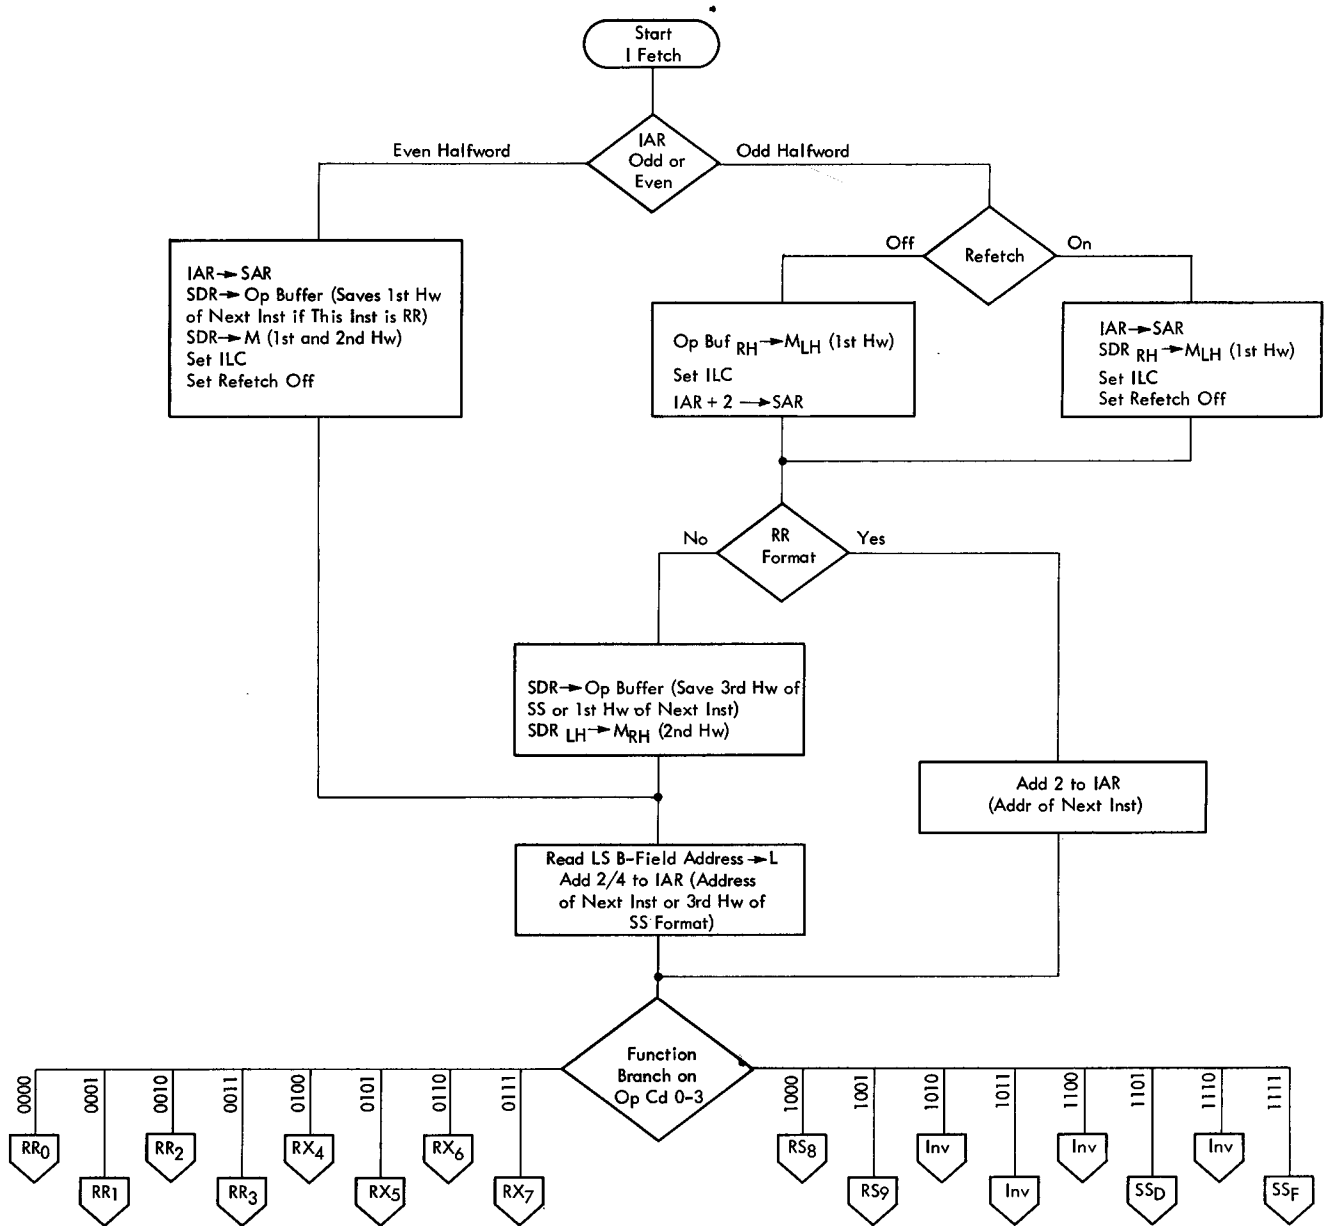 Start
I Fetch
IAR
Odd or
Even
Even Halfword
Odd Halfword
Refetch
Off
On
IAR→SAR
SDR→Op Buffer (Saves 1st Hw
of Next Inst if This Inst is RR)
SDR→M (1st and 2nd Hw)
Set ILC
Set Refetch Off
Op Buf RH→MLH (1st Hw)
Set ILC
IAR + 2 →SAR
IAR→SAR
SDR RH→MLH (1st Hw)
Set ILC
Set Refetch Off
RR
Format
No
Yes
SDR→Op Buffer (Save 3rd Hw of
SS or 1st Hw of Next Inst)
SDR LH→MRH (2nd Hw)
Add 2 to IAR
(Addr of Next Inst)
Read LS B-Field Address→L
Add 2/4 to IAR (Address
of Next Inst or 3rd Hw of
SS Format)
Function
Branch on
Op Cd 0-3
0000
0001
0010
0011
0100
0101
0110
0111
1000
1001
1010
1011
1100
1101
1110
1111
RR0
RR1
RR2
RR3
RX4
RX5
RX6
RX7
RS8
RS9
Inv
Inv
Inv
SSD
Inv
SSF